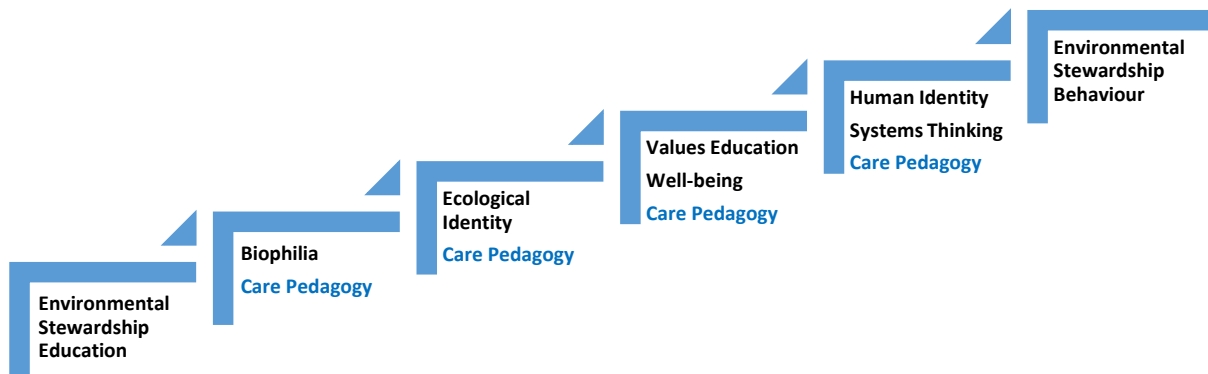 Environmental
Stewardship
Education
Biophilia
Care Pedagogy
Ecological
Identity
Care Pedagogy
Values Education
Well-being
Care Pedagogy
Human Identity
Systems Thinking
Care Pedagogy
Environmental
Stewardship
Behaviour